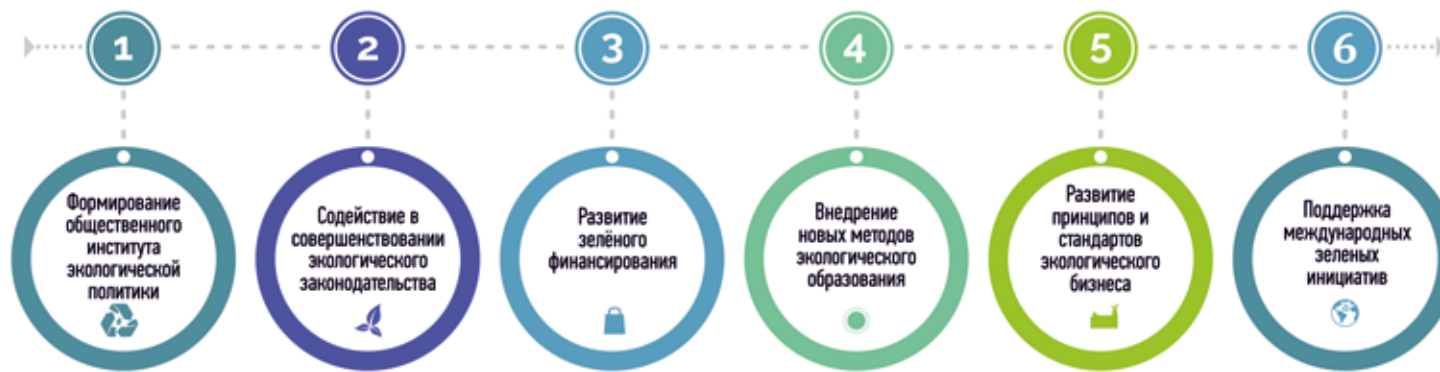 1
2
3
4
5
6
Формирование
общественного
института
экологической
политики
Содействие в
совершенствовании
экологического
законодательства
Развитие
зелёного
финансирования
Внедрение
новых методов
экологического
образования
Развитие
принципов и
стандартов
экологического
бизнеса
Поддержка
международных
зеленых
инициатив